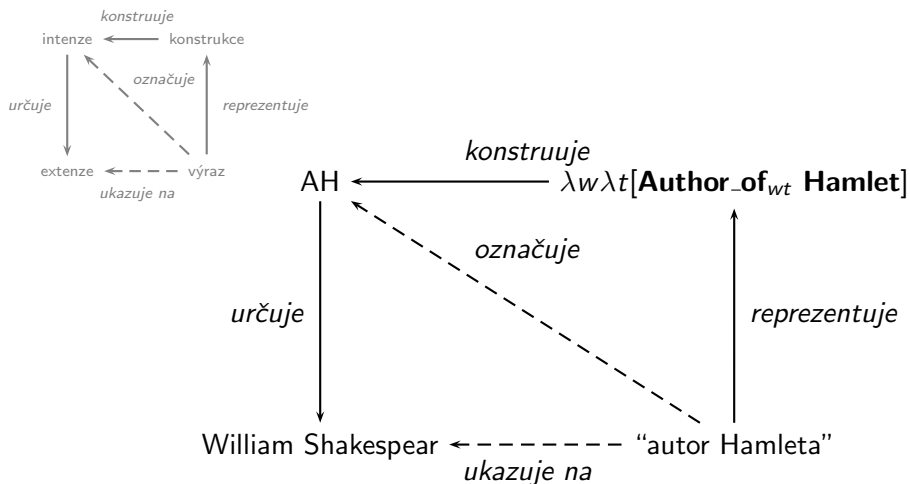 konstruuje
intenze konstrukce
označuje
určuje reprezentuje
extenze výraz
ukazuje na
konstruuje
AH λwλt[Author_of_wt Hamlet]
označuje
určuje reprezentuje
William Shakespear “autor Hamleta”
ukazuje na